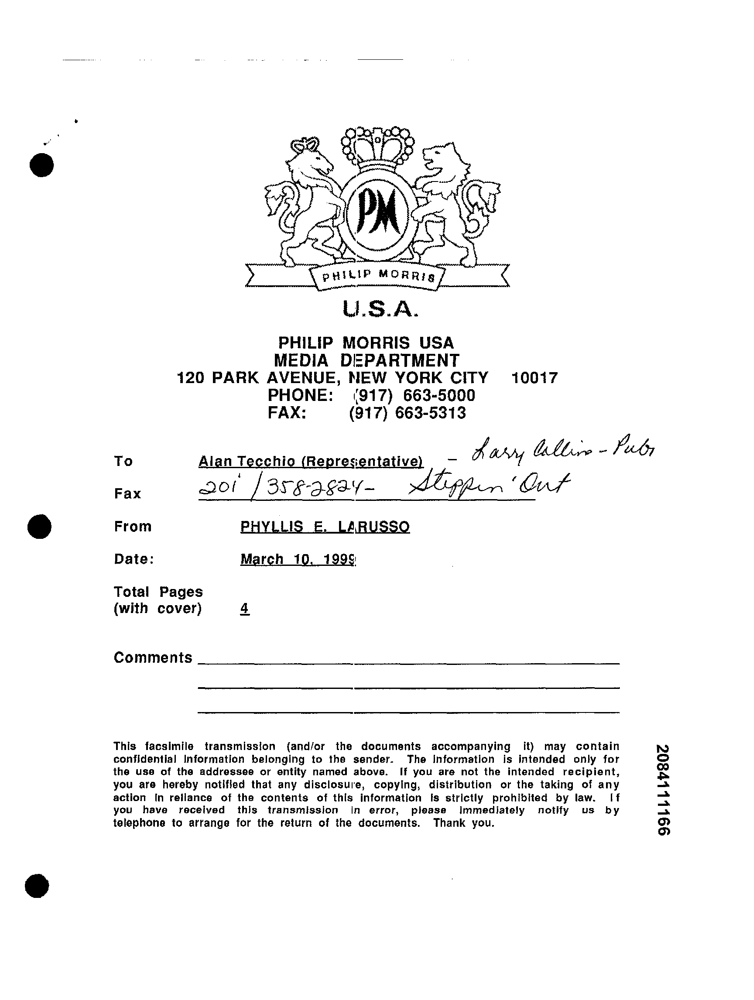 PM
PHILIP MORRIS
U.S.A.
PHILIP MORRIS USA
MEDIA DEPARTMENT
120 PARK AVENUE, NEW YORK CITY 10017
PHONE: (917) 663-5000
FAX: (917) 663-5313
To Alan Tecchio (Representative) - Larry Collins - Pubr
Fax 201/358-2824- Steppin' Out
From PHYLLIS E. LARUSSO
Date: March 10, 1999
Total Pages
(with cover) 4
Comments
This facsimile transmission (and/or the documents accompanying it) may contain
confidential information belonging to the sender. The information is intended only for
the use of the addressee or entity named above. If you are not the intended recipient,
you are hereby notified that any disclosure, copying, distribution or the taking of any
action in reliance of the contents of this information is strictly prohibited by law. If
you have received this transmission in error, please immediately notify us by
telephone to arrange for the return of the documents. Thank you.
2084111166